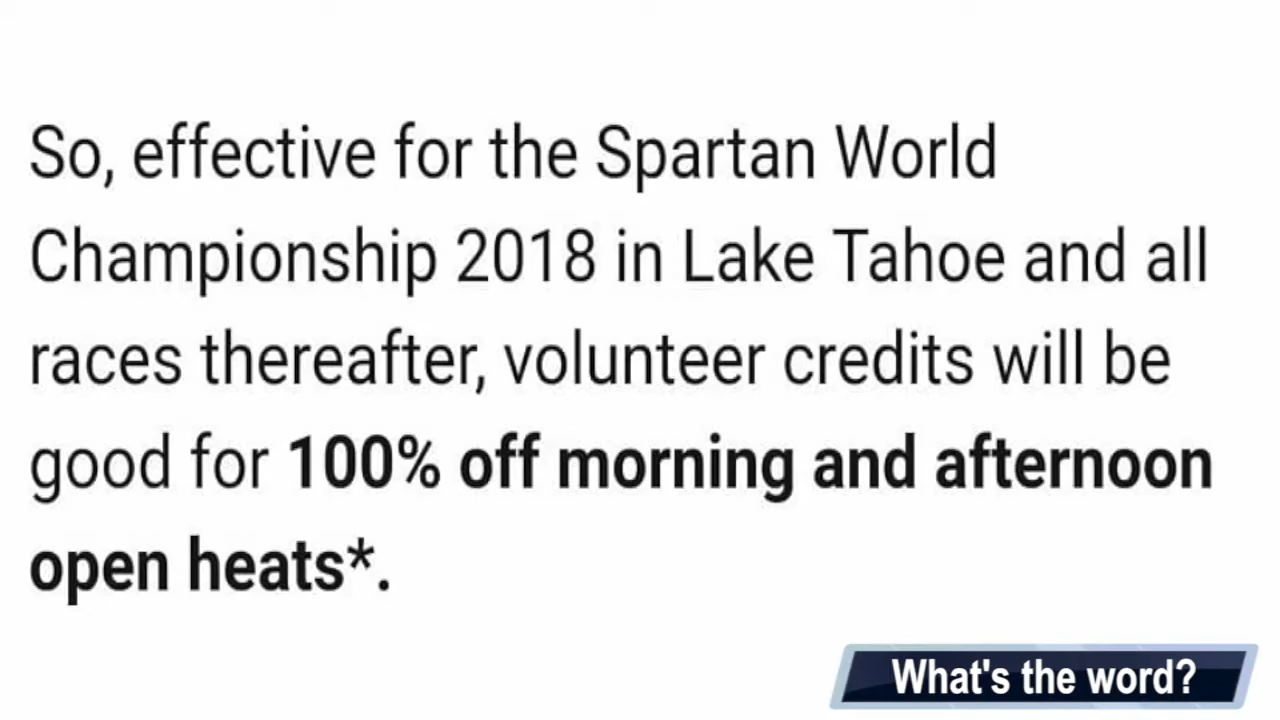 So, effective for the Spartan World
Championship 2018 in Lake Tahoe and all
races thereafter, volunteer credits will be
good for 100% off morning and afternoon
open heats*.
What's the word?